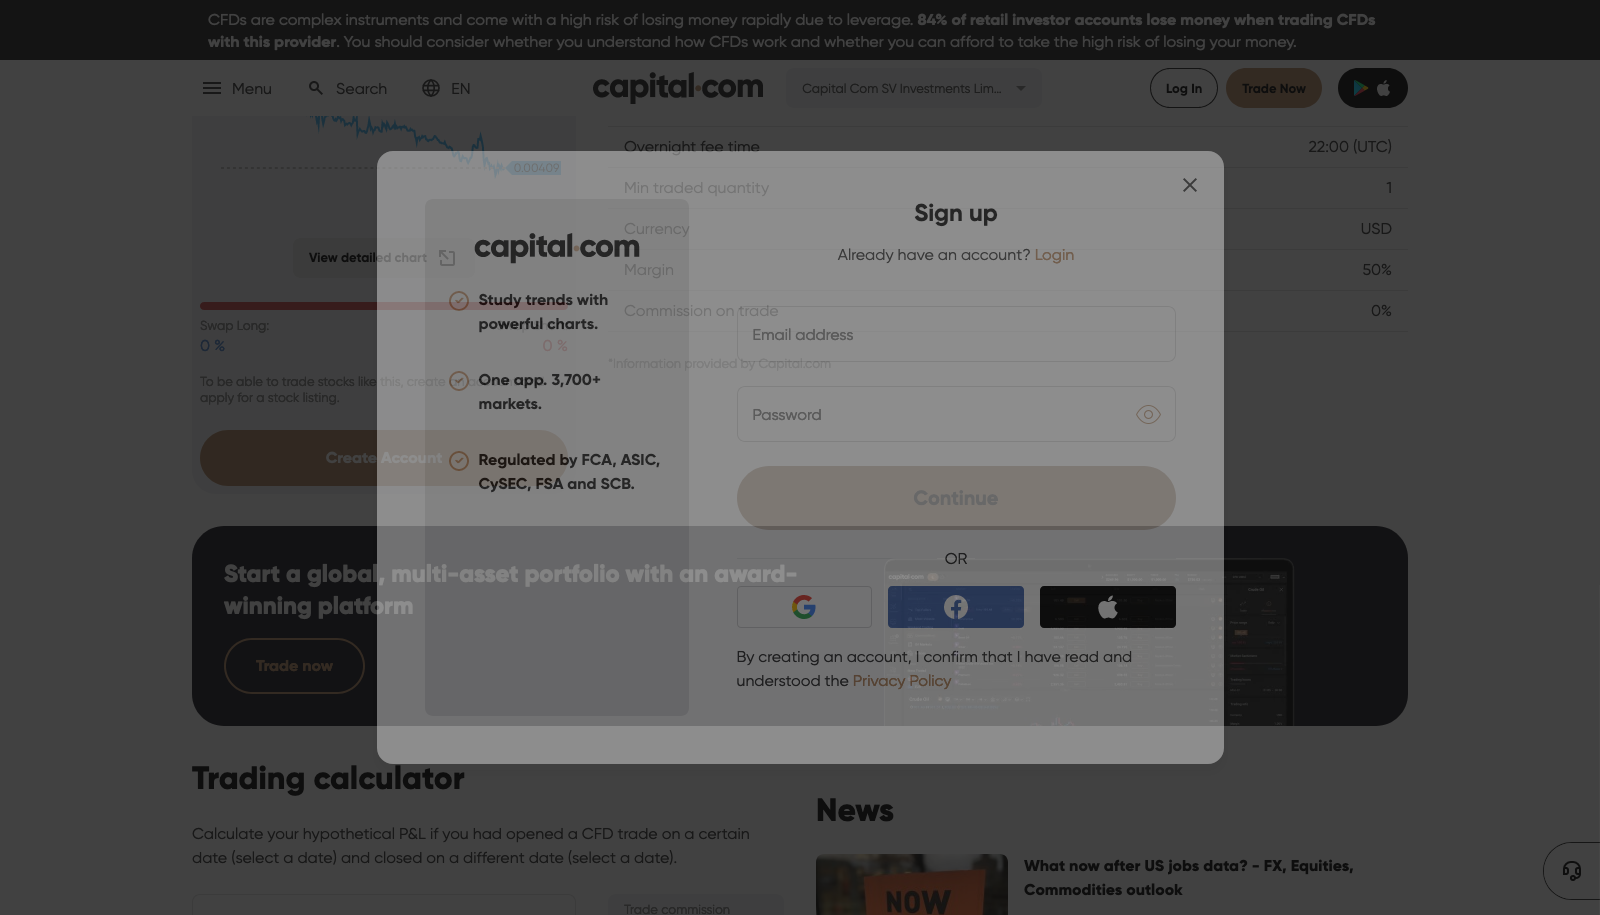 CFDs are complex instruments and come with a high risk of losing money rapidly due to leverage. 84% of retail investor accounts lose money when trading CFDs
with this provider. You should consider whether you understand how CFDs work and whether you can afford to take the high risk of losing your money.
Menu
Search
EN
capital.com
Capital Com SV Investments Lim...
Log In
Trade Now
0.00409
View detailed chart
Swap Long:
0 %
0 %
To be able to trade stocks like this, create
apply for a stock listing.
Create Account
Overnight fee time
22:00 (UTC)
Min traded quantity
1
Currency
USD
Margin
50%
Commission on trade
0%
*Information provided by Capital.com
capital.com
Study trends with
powerful charts.
One app. 3,700+
markets.
Regulated by FCA, ASIC,
CySEC, FSA and SCB.
Sign up
Already have an account? Login
Email address
Password
Continue
OR
By creating an account, I confirm that I have read and
understood the Privacy Policy
Start a global, multi-asset portfolio with an award-
winning platform
Trade now
capital.com
Trading calculator
Calculate your hypothetical P&L if you had opened a CFD trade on a certain
date (select a date) and closed on a different date (select a date).
Trade commission
News
NOW
What now after US jobs data? - FX, Equities,
Commodities outlook